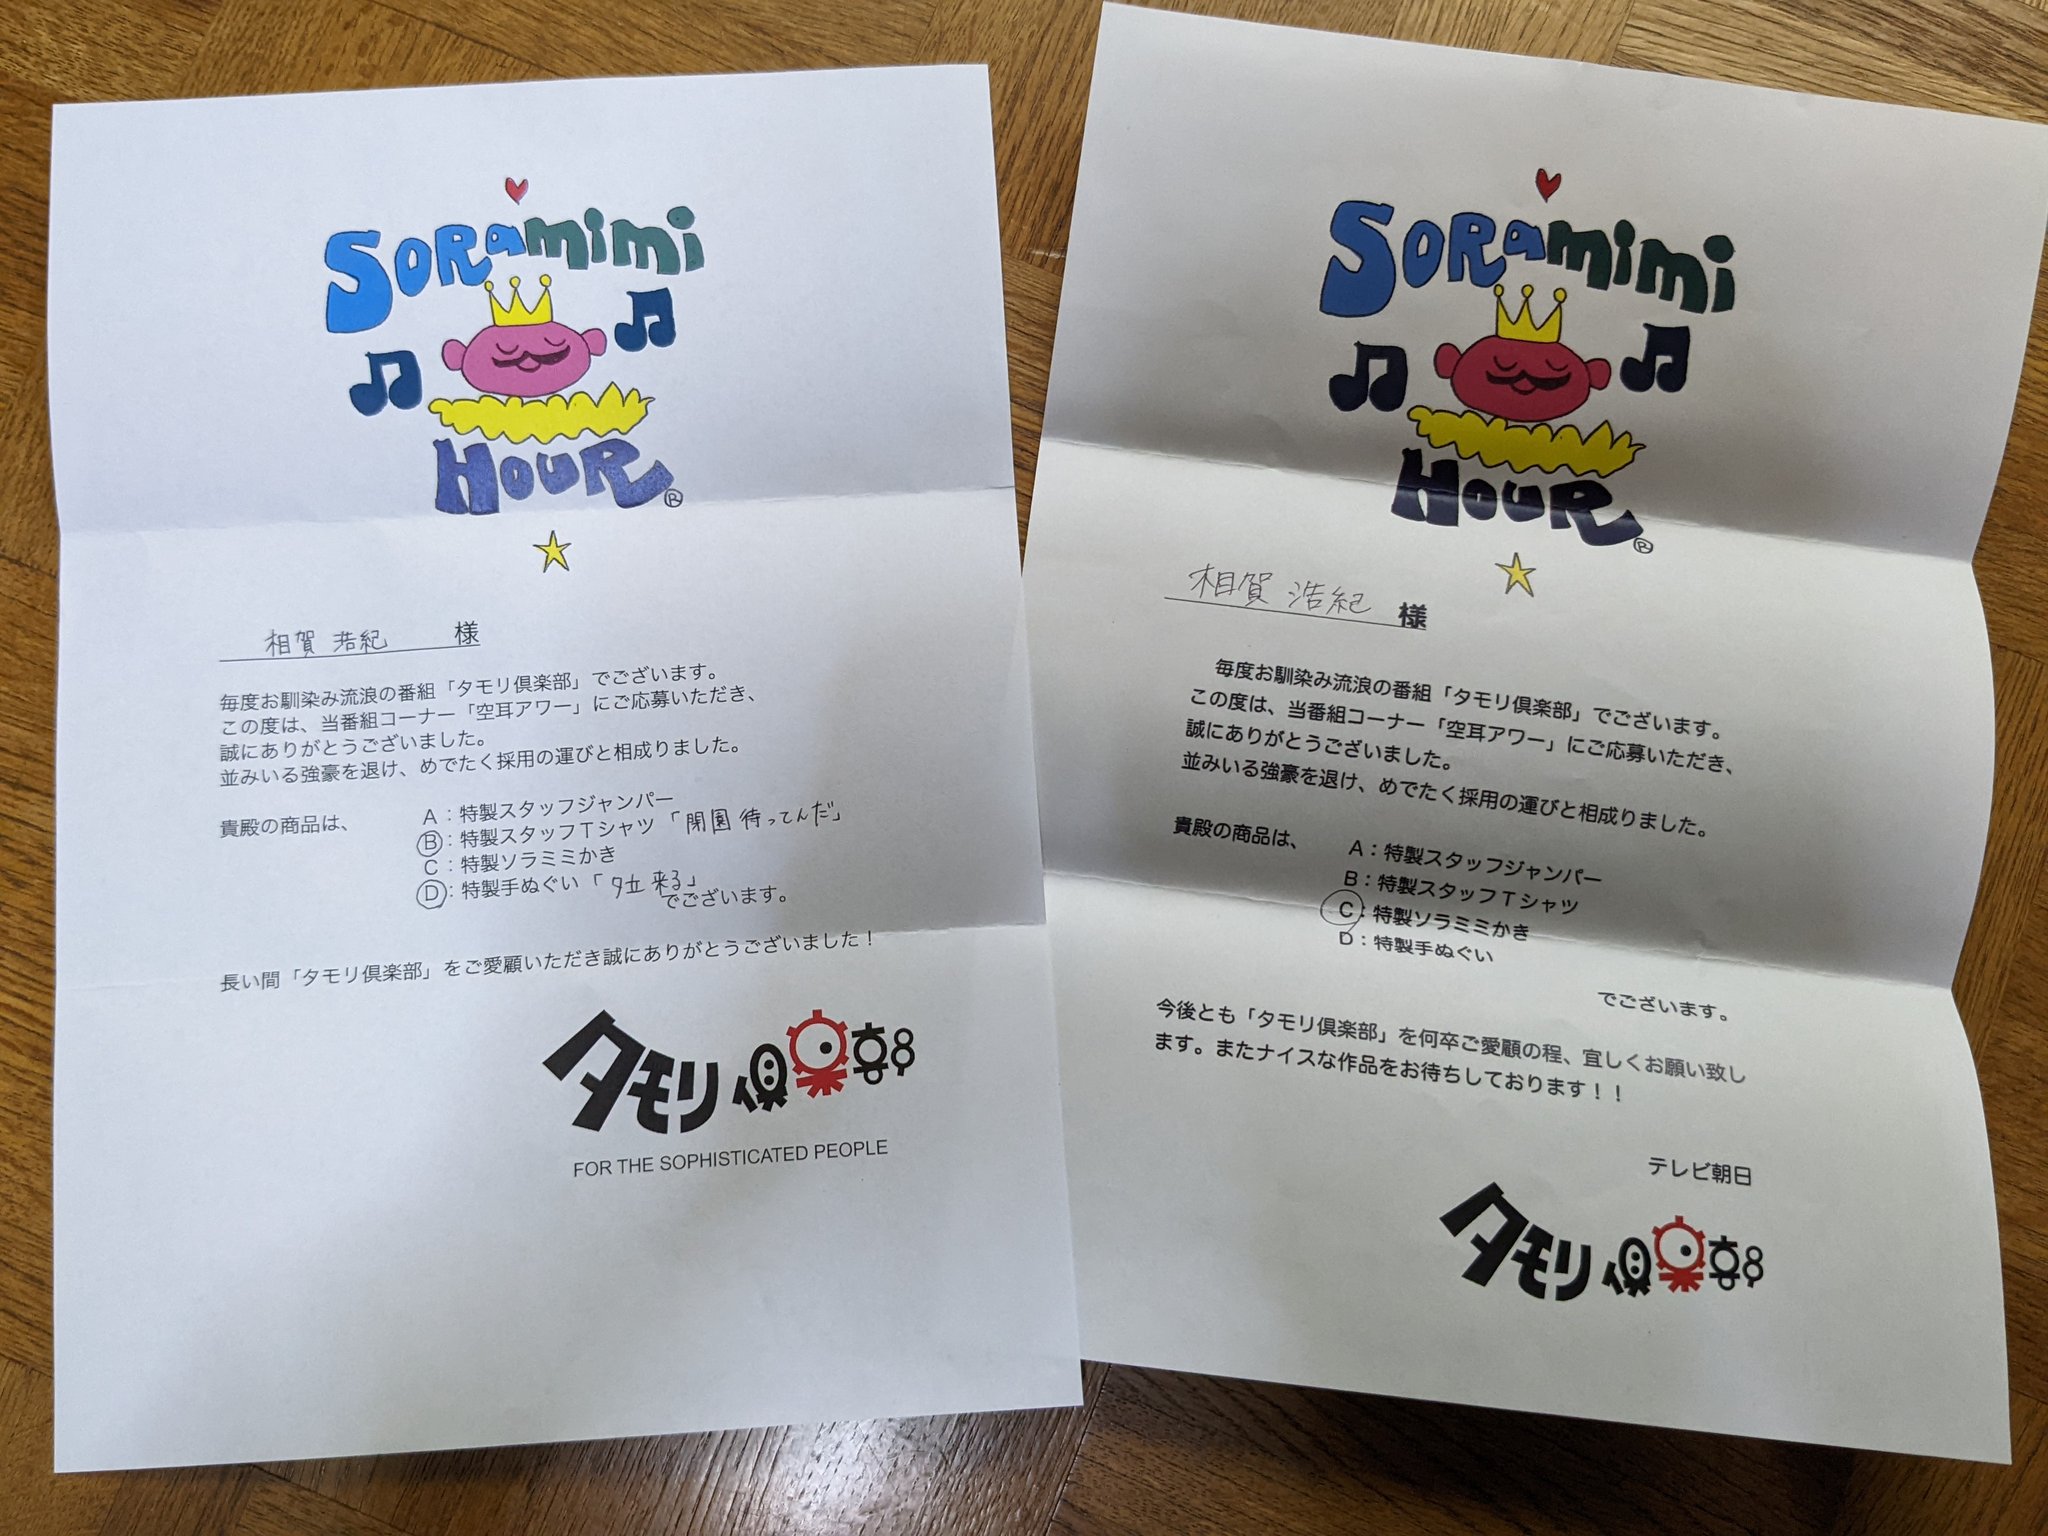 SORamimi
HOUR®
相賀 浩紀 様
毎度お馴染み流浪の番組「タモリ倶楽部」でございます。
この度は、当番組コーナー「空耳アワー」にご応募いただき、
誠にありがとうございました。
並みいる強豪を退け、めでたく採用の運びと相成りました。
貴殿の商品は、 A：特製スタッフジャンパー
B：特製スタッフTシャツ「閉園待ってんだ」
C：特製ソラミミかき
D：特製手ぬぐい「夕立来る」
でございます。
長い間「タモリ倶楽部」をご愛顧いただき誠にありがとうございました！
タモリ倶楽部
FOR THE SOPHISTICATED PEOPLE
SORamimi
HOUR®
相賀 浩紀 様
毎度お馴染み流浪の番組「タモリ倶楽部」でございます。
この度は、当番組コーナー「空耳アワー」にご応募いただき、
誠にありがとうございました。
並みいる強豪を退け、めでたく採用の運びと相成りました。
貴殿の商品は、 A：特製スタッフジャンパー
B：特製スタッフTシャツ
C：特製ソラミミかき
D：特製手ぬぐい
でございます。
今後とも「タモリ倶楽部」を何卒ご愛顧の程、宜しくお願い致し
ます。またナイスな作品をお待ちしております！！
テレビ朝日
タモリ倶楽部